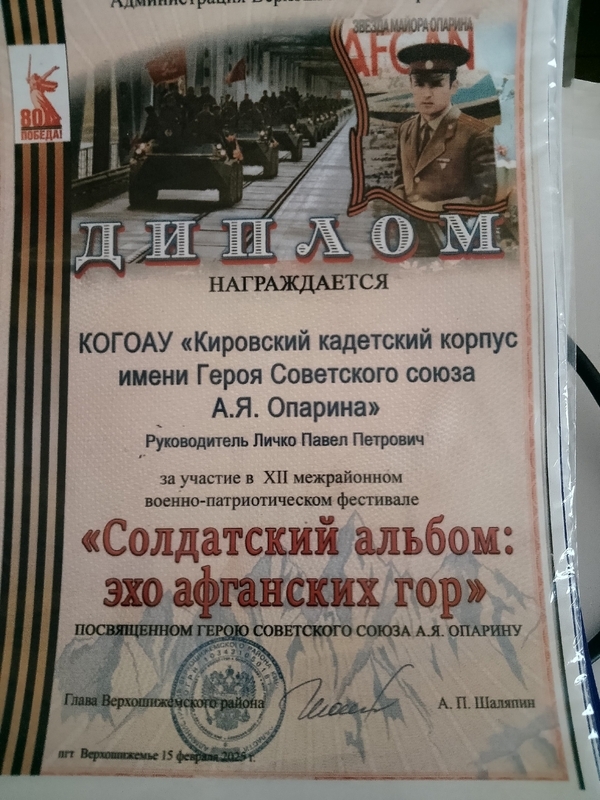 Администрация
ЗВЕЗДА МАЙОРА ОПАРИНА
AFGAN
80
ПОБЕДА!
ДИПЛОМ
НАГРАЖДАЕТСЯ
КОГОАУ «Кировский кадетский корпус
имени Героя Советского союза
А.Я. Опарина»
Руководитель Личко Павел Петрович
за участие в XII межрайонном
военно-патриотическом фестивале
«Солдатский альбом:
эхо афганских гор»
ПОСВЯЩЕННОМ ГЕРОЮ СОВЕТСКОГО СОЮЗА А.Я. ОПАРИНУ
Глава Верхошижемского района
А. П. Шаляпин
пгт Верхошижемье 15 февраля 2025 г.